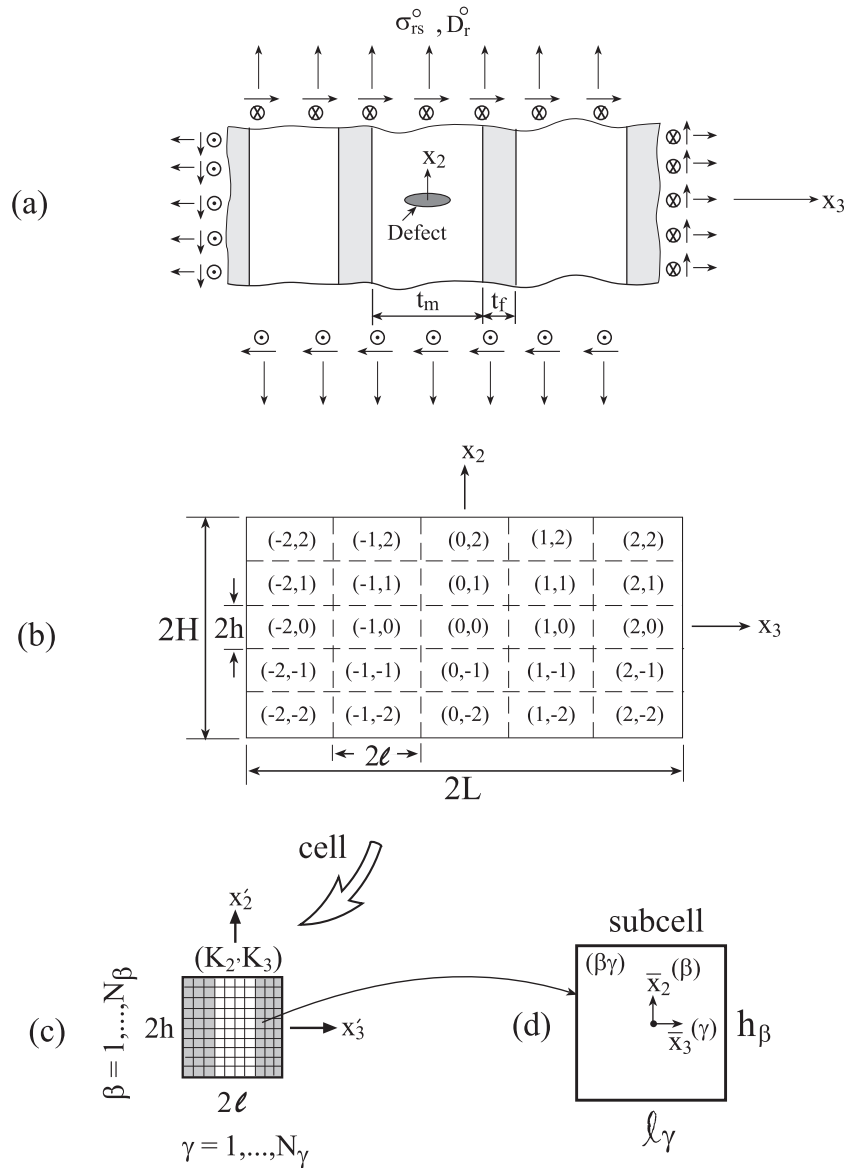 σ°rs , D°r
(a)
x2
x3
Defect
tm
tf
(b)
x2
2H
2h
(-2,2) (-1,2) (0,2) (1,2) (2,2)
(-2,1) (-1,1) (0,1) (1,1) (2,1)
(-2,0) (-1,0) (0,0) (1,0) (2,0)
x3
(-2,-1) (-1,-1) (0,-1) (1,-1) (2,-1)
(-2,-2) (-1,-2) (0,-2) (1,-2) (2,-2)
2ℓ
2L
cell
x′2
(K2,K3)
(c)
β = 1,...,Nβ
2h
x′3
2ℓ
γ = 1,...,Nγ
subcell
(d)
(βγ)
x̄2(β)
x̄3(γ)
hβ
ℓγ